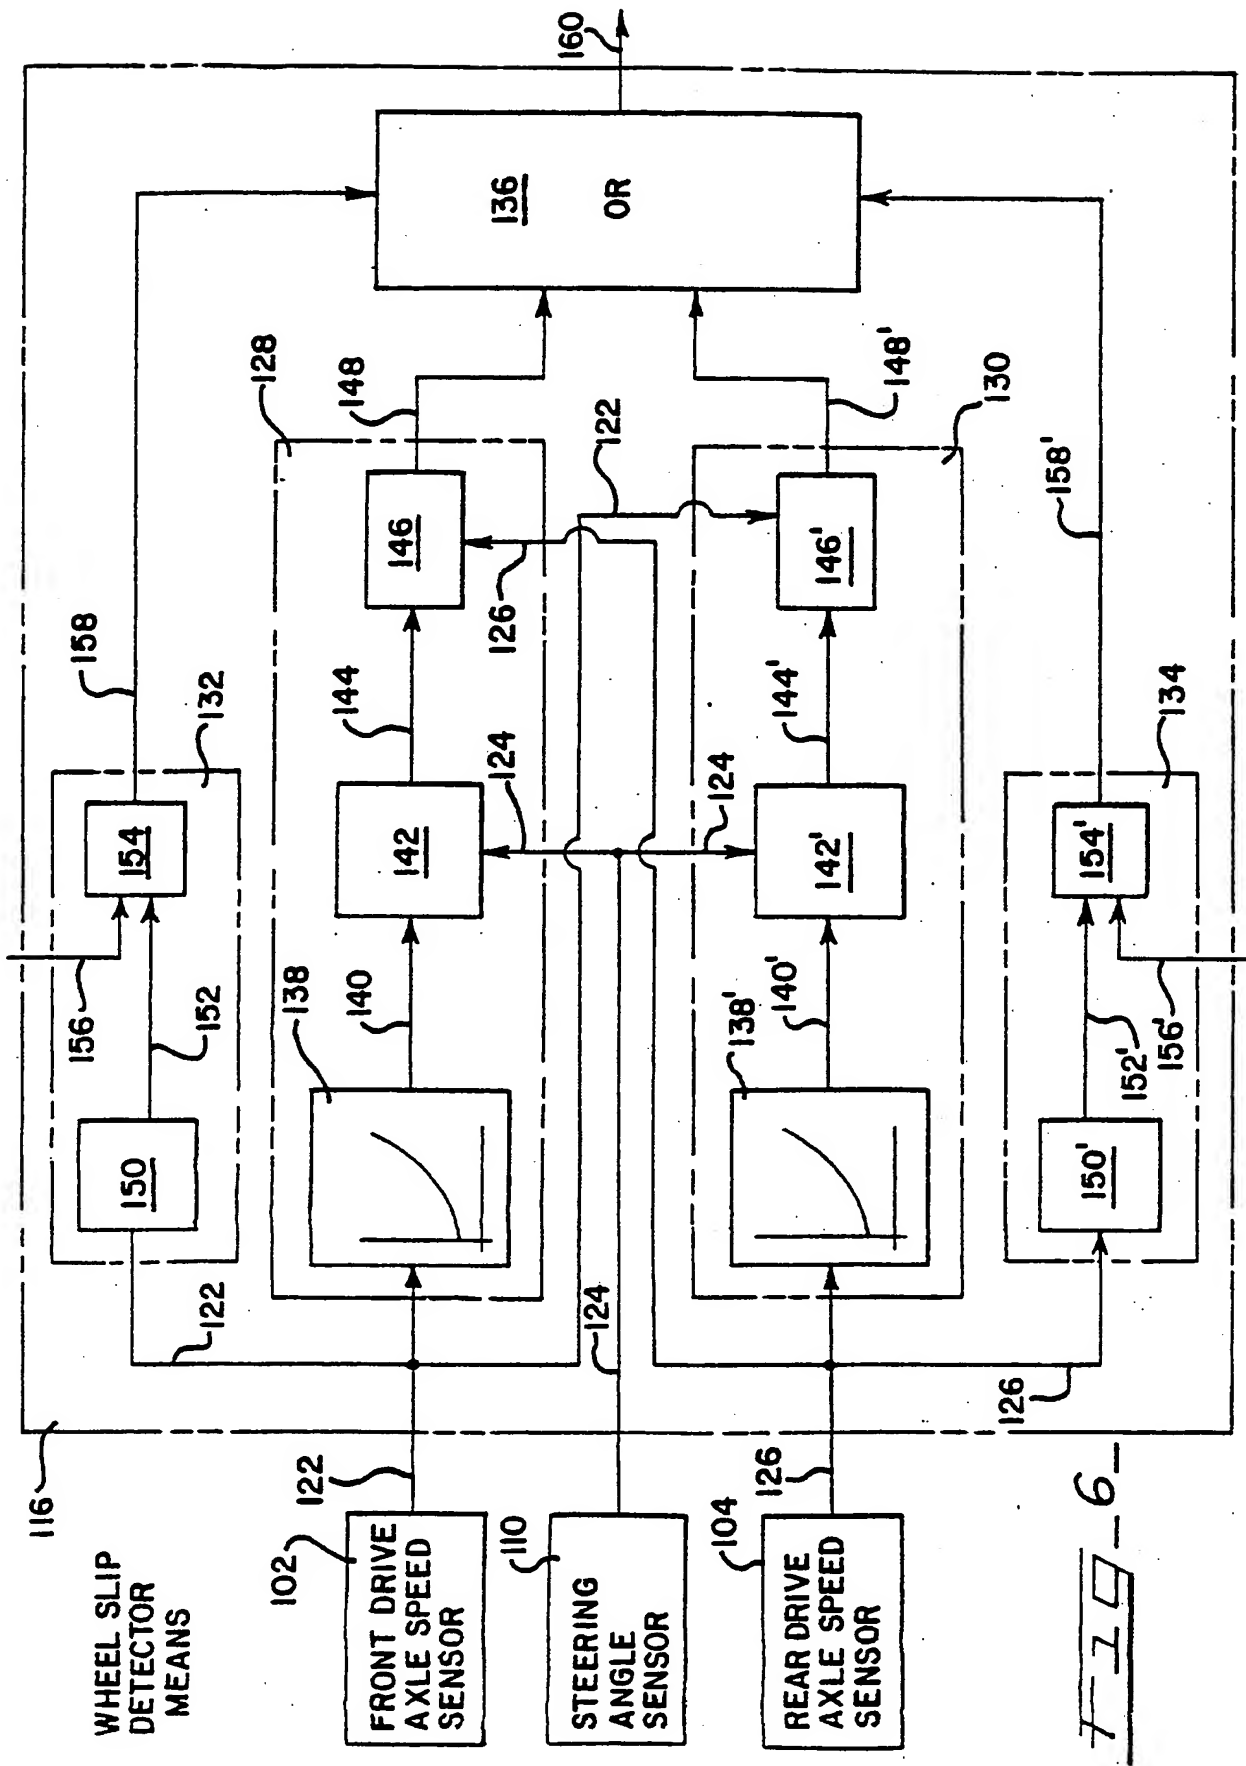 WHEEL SLIP
DETECTOR
MEANS
116
102
FRONT DRIVE
AXLE SPEED
SENSOR
110
STEERING
ANGLE
SENSOR
104
REAR DRIVE
AXLE SPEED
SENSOR
122
124
126
122
126
150
152
156
154
132
158
138
140
142
144
146
148
128
124
124
126
122
138'
140'
142'
144'
146'
148'
130
150'
152'
156'
154'
134
158'
136
OR
160
FIG-6-